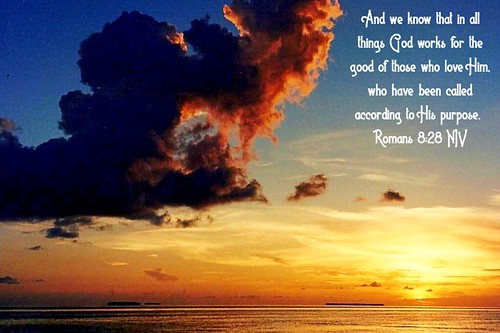 And we know that in all
things God works for the
good of those who love Him.
who have been called
according to His purpose.
Romans 8:28 NIV